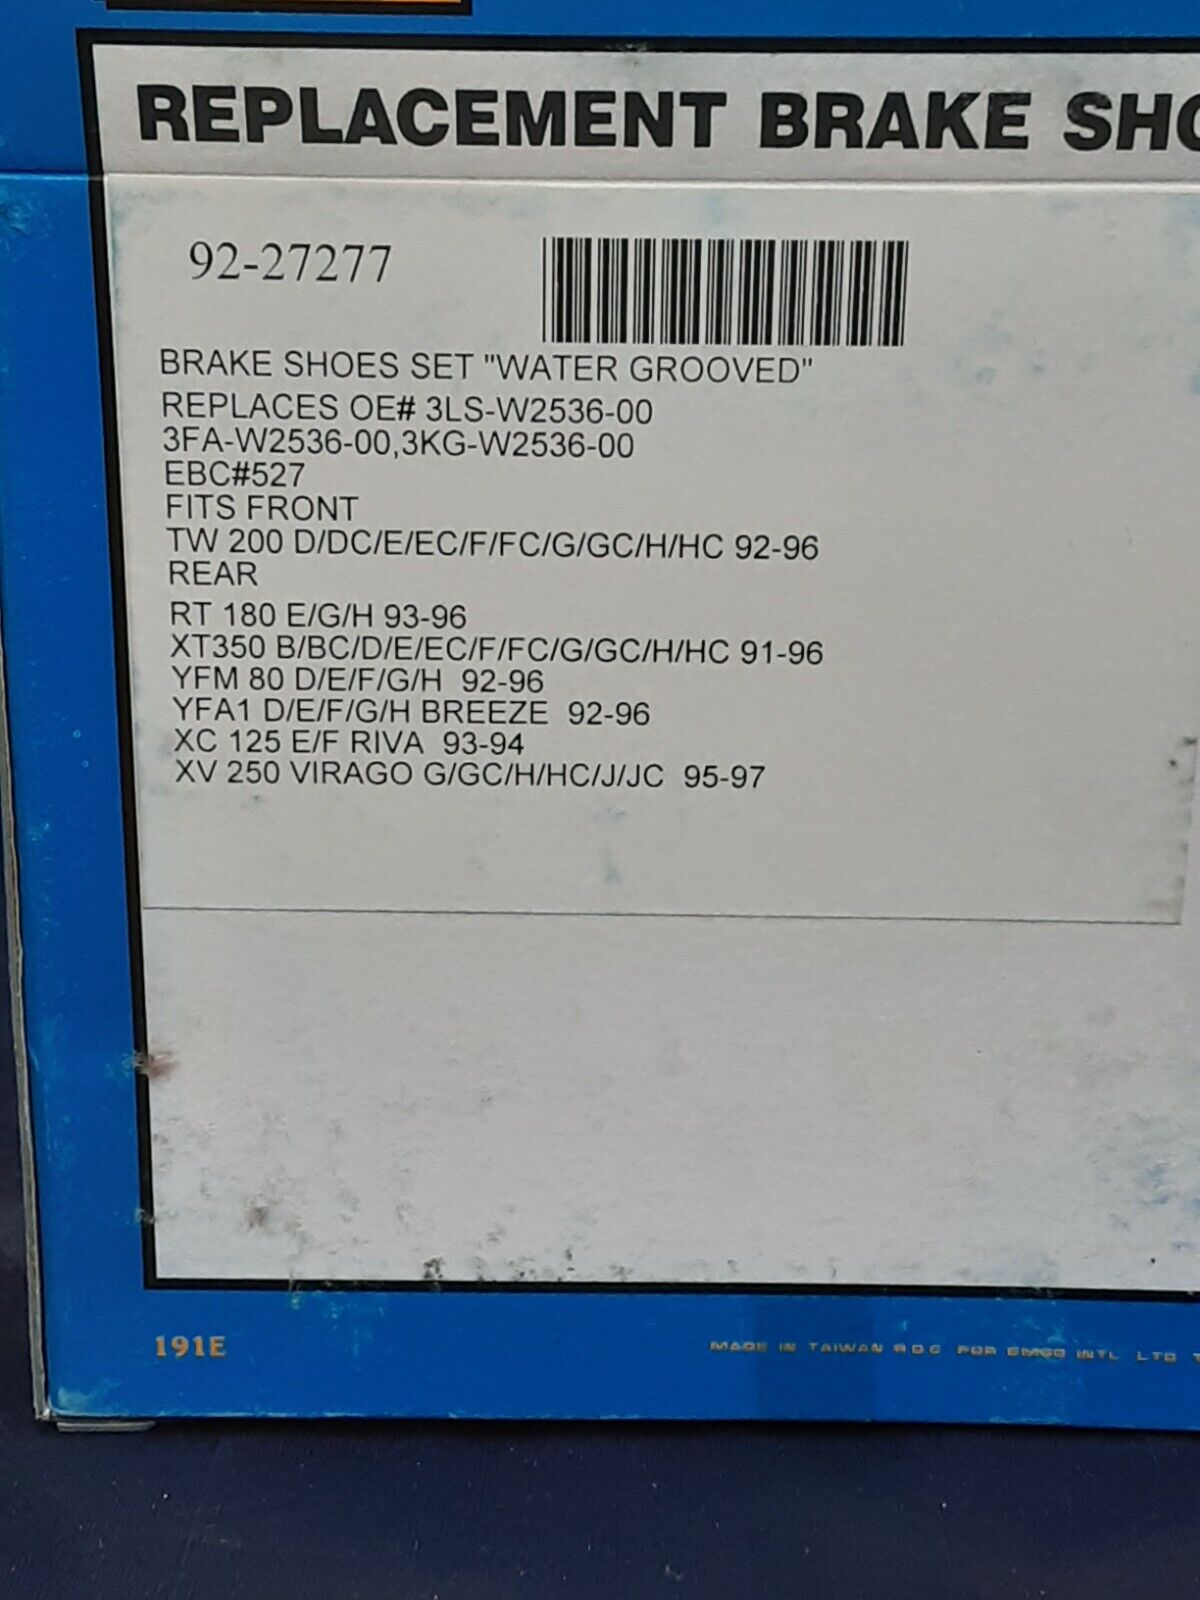 REPLACEMENT BRAKE
92-27277
BRAKE SHOES SET "WATER GROOVED"
REPLACES OE# 3LS-W2536-00
3FA-W2536-00,3KG-W2536-00
EBC#527
FITS FRONT
TW 200 D/DC/E/EC/F/FC/G/GC/H/HC 92-96
REAR
RT 180 E/G/H 93-96
XT350 B/BC/D/E/EC/F/FC/G/GC/H/HC 91-96
YFM 80 D/E/F/G/H 92-96
YFA1 D/E/F/G/H BREEZE 92-96
XC 125 E/F RIVA 93-94
XV 250 VIRAGO G/GC/H/HC/J/JC 95-97
191E
MADE IN TAIWAN R.O.C FOR EMGO INTL LTD